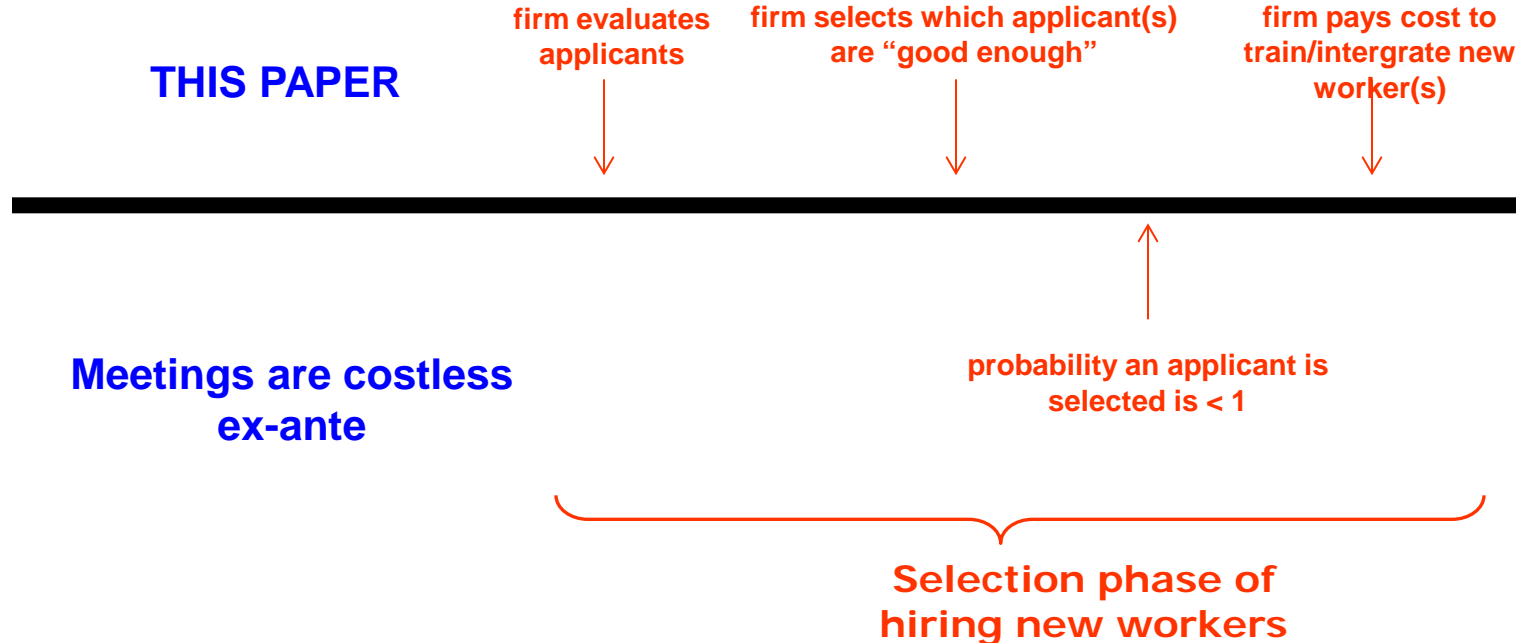 THIS PAPER
firm evaluates
applicants
firm selects which applicant(s)
are “good enough”
firm pays cost to
train/intergrate new
worker(s)
Meetings are costless
ex-ante
probability an applicant is
selected is < 1
Selection phase of
hiring new workers